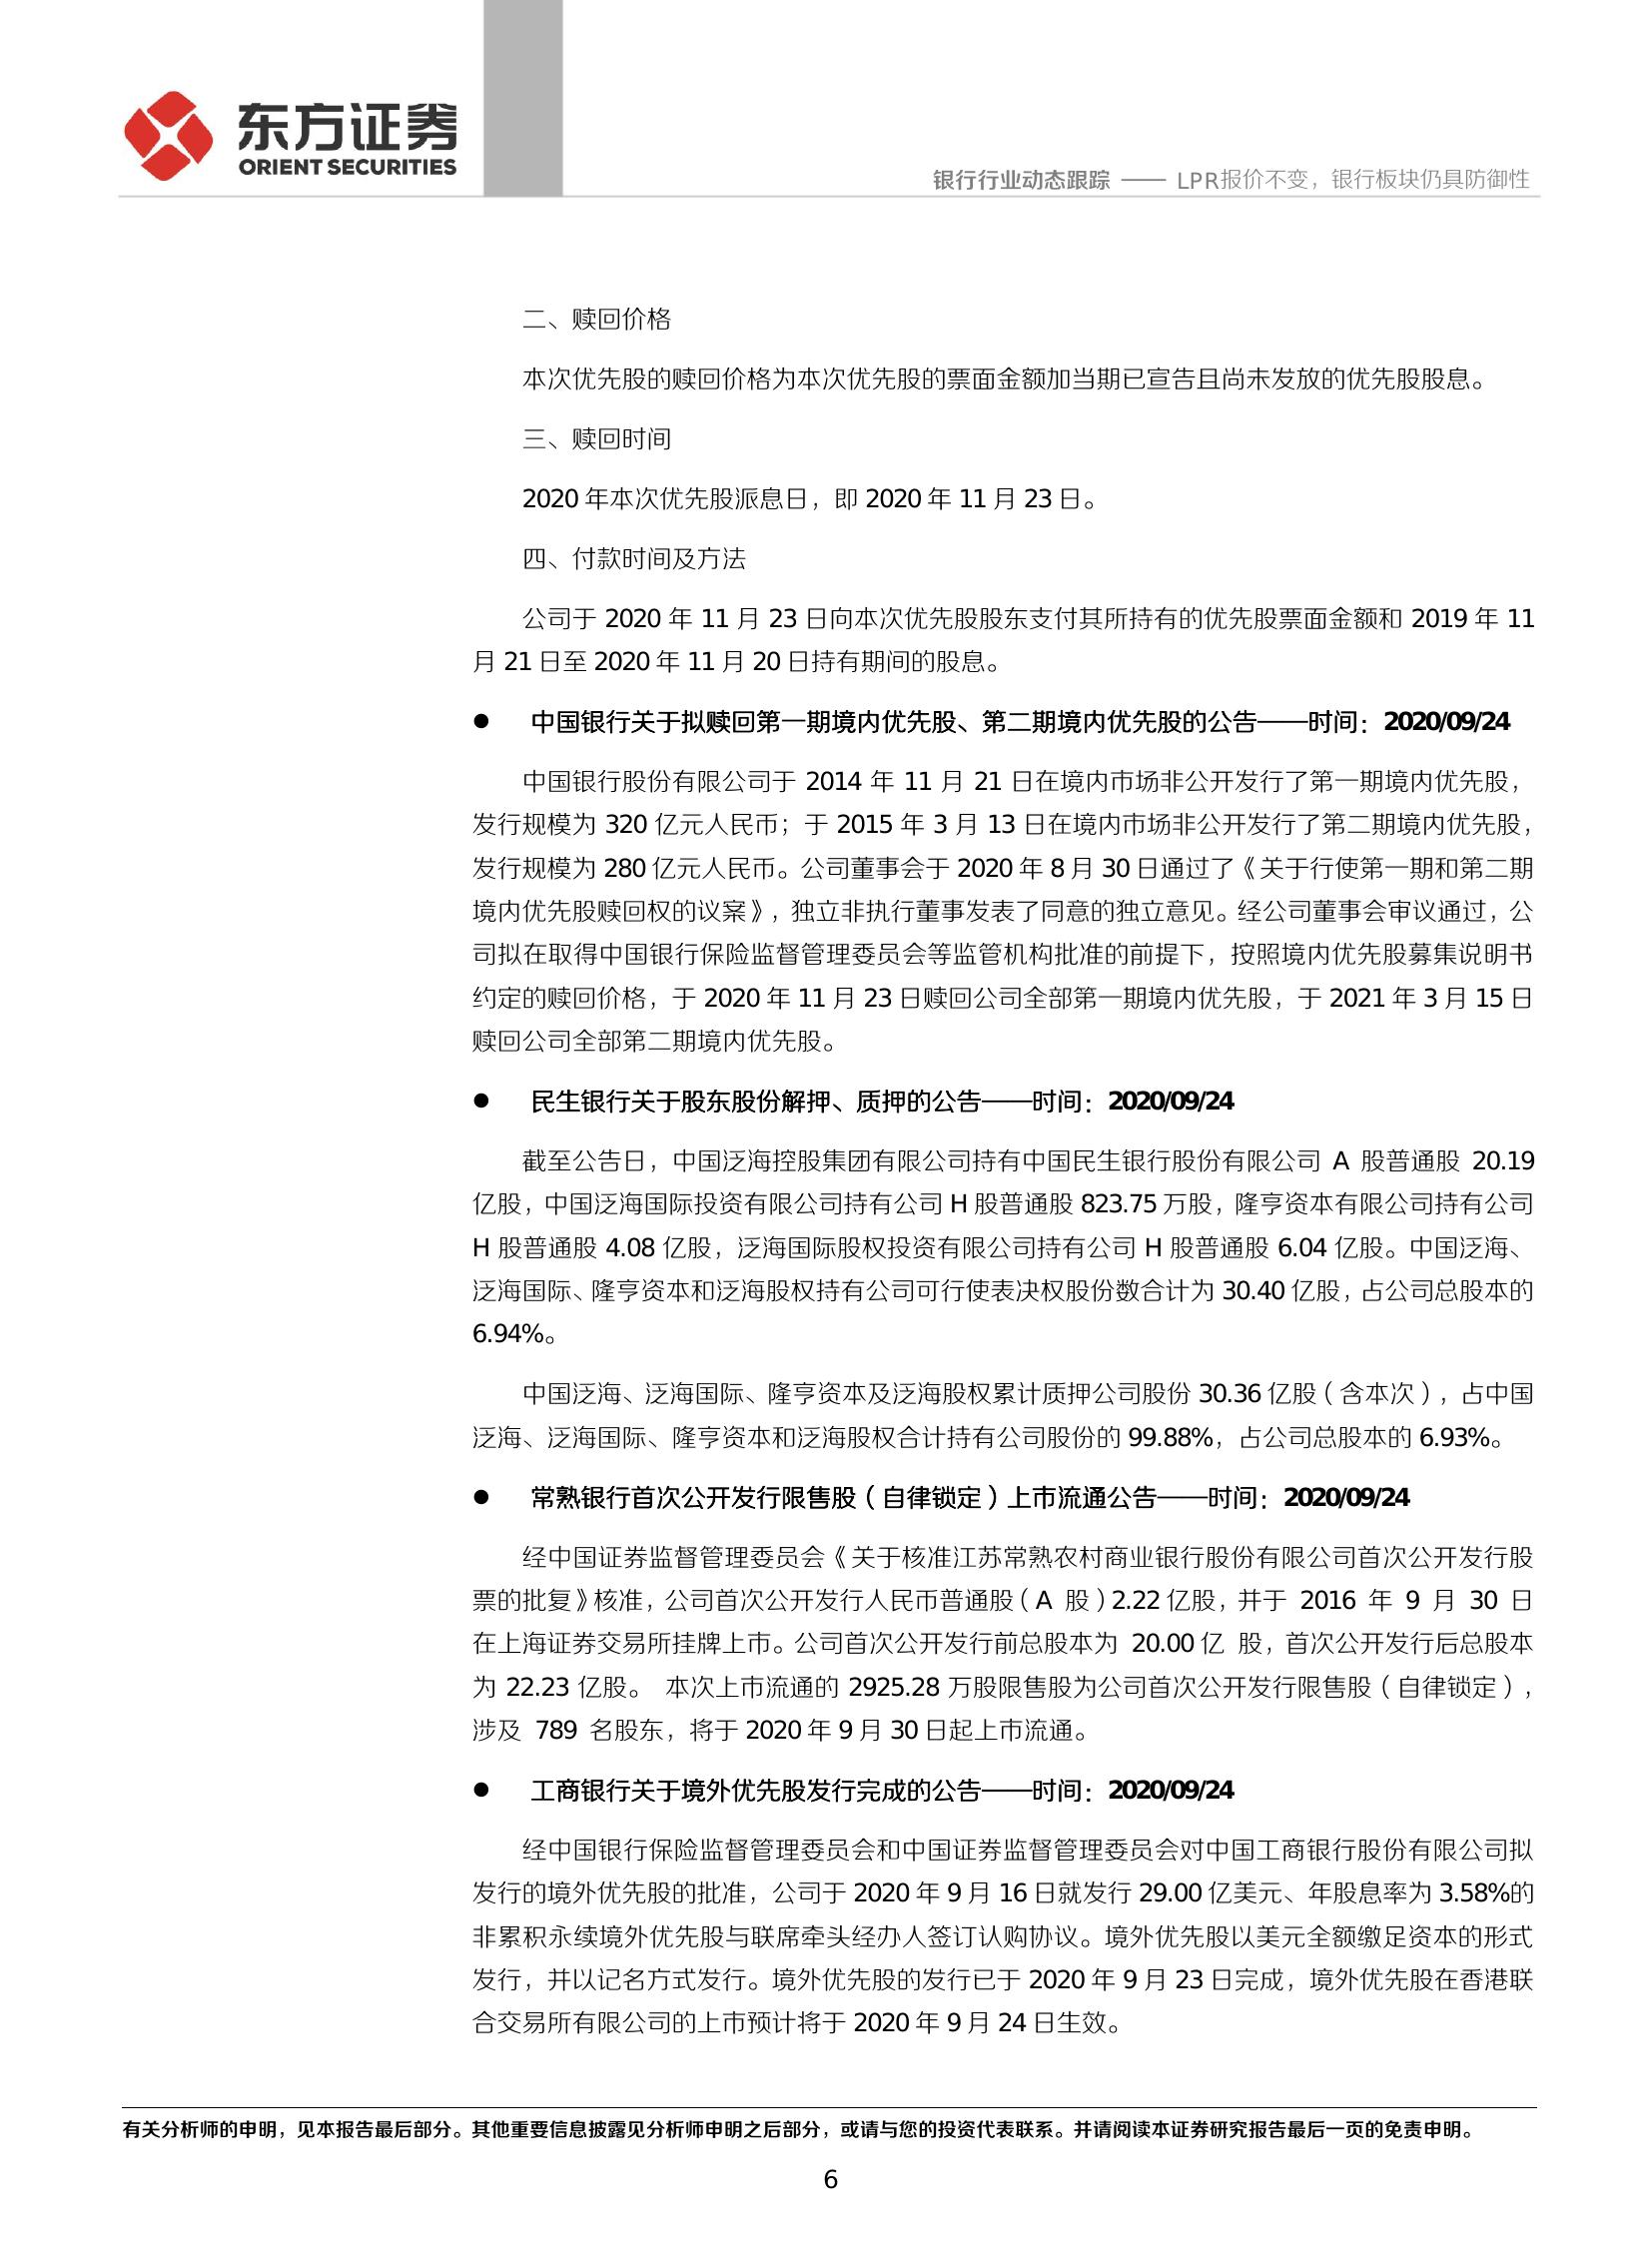 东方证券
ORIENT SECURITIES
银行行业动态跟踪 —— LPR报价不变，银行板块仍具防御性
二、赎回价格
本次优先股的赎回价格为本次优先股的票面金额加当期已宣告且尚未发放的优先股股息。
三、赎回时间
2020 年本次优先股派息日，即 2020 年 11 月 23 日。
四、付款时间及方法
公司于 2020 年 11 月 23 日向本次优先股股东支付其所持有的优先股票面金额和 2019 年 11
月 21 日至 2020 年 11 月 20 日持有期间的股息。
● 中国银行关于拟赎回第一期境内优先股、第二期境内优先股的公告——时间：2020/09/24
中国银行股份有限公司于 2014 年 11 月 21 日在境内市场非公开发行了第一期境内优先股，
发行规模为 320 亿元人民币；于 2015 年 3 月 13 日在境内市场非公开发行了第二期境内优先股，
发行规模为 280 亿元人民币。公司董事会于 2020 年 8 月 30 日通过了《关于行使第一期和第二期
境内优先股赎回权的议案》，独立非执行董事发表了同意的独立意见。经公司董事会审议通过，公
司拟在取得中国银行保险监督管理委员会等监管机构批准的前提下，按照境内优先股募集说明书
约定的赎回价格，于 2020 年 11 月 23 日赎回公司全部第一期境内优先股，于 2021 年 3 月 15 日
赎回公司全部第二期境内优先股。
● 民生银行关于股东股份解押、质押的公告——时间：2020/09/24
截至公告日，中国泛海控股集团有限公司持有中国民生银行股份有限公司 A 股普通股 20.19
亿股，中国泛海国际投资有限公司持有公司 H 股普通股 823.75 万股，隆亨资本有限公司持有公司
H 股普通股 4.08 亿股，泛海国际股权投资有限公司持有公司 H 股普通股 6.04 亿股。中国泛海、
泛海国际、隆亨资本和泛海股权持有公司可行使表决权股份数合计为 30.40 亿股，占公司总股本的
6.94%。
中国泛海、泛海国际、隆亨资本及泛海股权累计质押公司股份 30.36 亿股（含本次），占中国
泛海、泛海国际、隆亨资本和泛海股权合计持有公司股份的 99.88%，占公司总股本的 6.93%。
● 常熟银行首次公开发行限售股（自律锁定）上市流通公告——时间：2020/09/24
经中国证券监督管理委员会《关于核准江苏常熟农村商业银行股份有限公司首次公开发行股
票的批复》核准，公司首次公开发行人民币普通股（A 股）2.22 亿股，并于 2016 年 9 月 30 日
在上海证券交易所挂牌上市。公司首次公开发行前总股本为 20.00 亿 股，首次公开发行后总股本
为 22.23 亿股。 本次上市流通的 2925.28 万股限售股为公司首次公开发行限售股（自律锁定），
涉及 789 名股东，将于 2020 年 9 月 30 日起上市流通。
● 工商银行关于境外优先股发行完成的公告——时间：2020/09/24
经中国银行保险监督管理委员会和中国证券监督管理委员会对中国工商银行股份有限公司拟
发行的境外优先股的批准，公司于 2020 年 9 月 16 日就发行 29.00 亿美元、年股息率为 3.58%的
非累积永续境外优先股与联席牵头经办人签订认购协议。境外优先股以美元全额缴足资本的形式
发行，并以记名方式发行。境外优先股的发行已于 2020 年 9 月 23 日完成，境外优先股在香港联
合交易所有限公司的上市预计将于 2020 年 9 月 24 日生效。
有关分析师的申明，见本报告最后部分。其他重要信息披露见分析师申明之后部分，或请与您的投资代表联系。并请阅读本证券研究报告最后一页的免责申明。
6